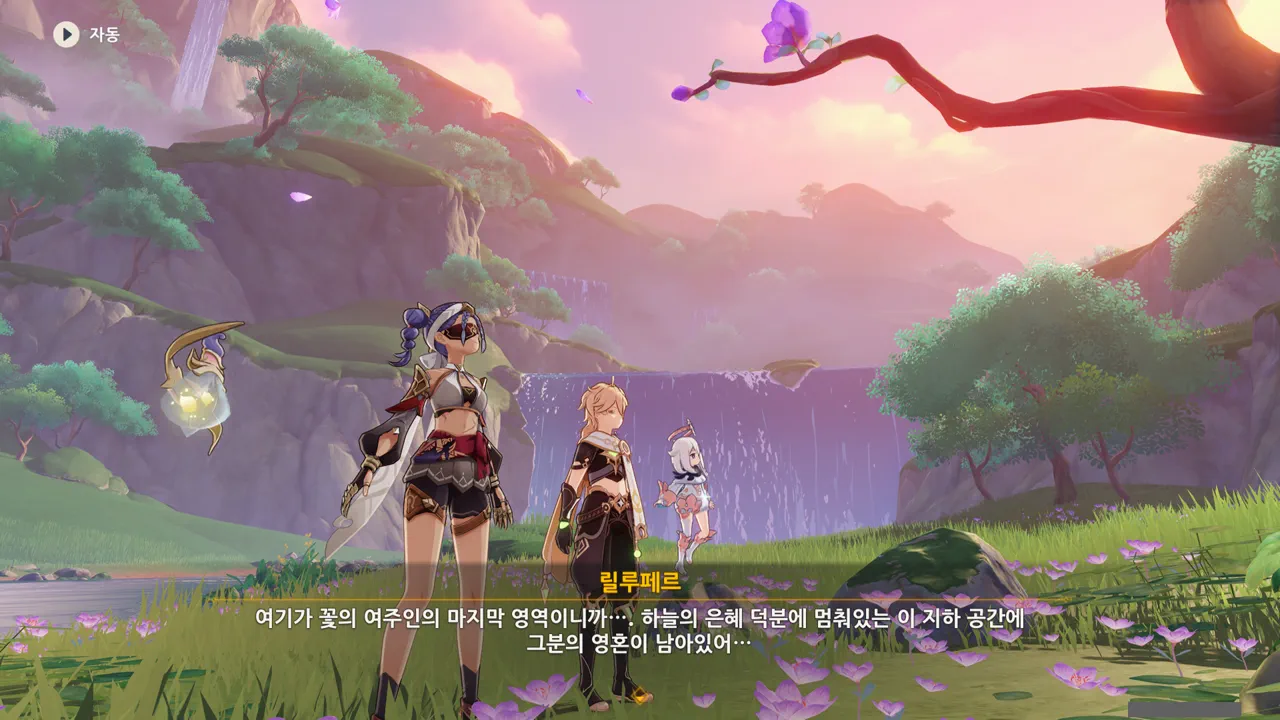 자동
릴루페르
여기가 꽃의 여주인의 마지막 영역이니까…. 하늘의 은혜 덕분에 멈춰있는 이 지하 공간에
그분의 영혼이 남아있어…